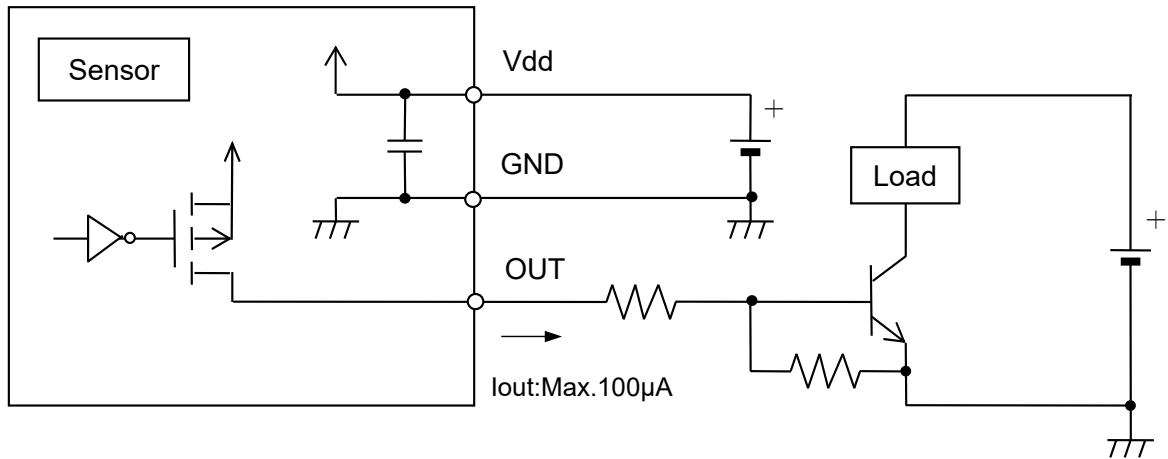 Sensor
Vdd
+
GND
Load
+
OUT
Iout:Max.100µA